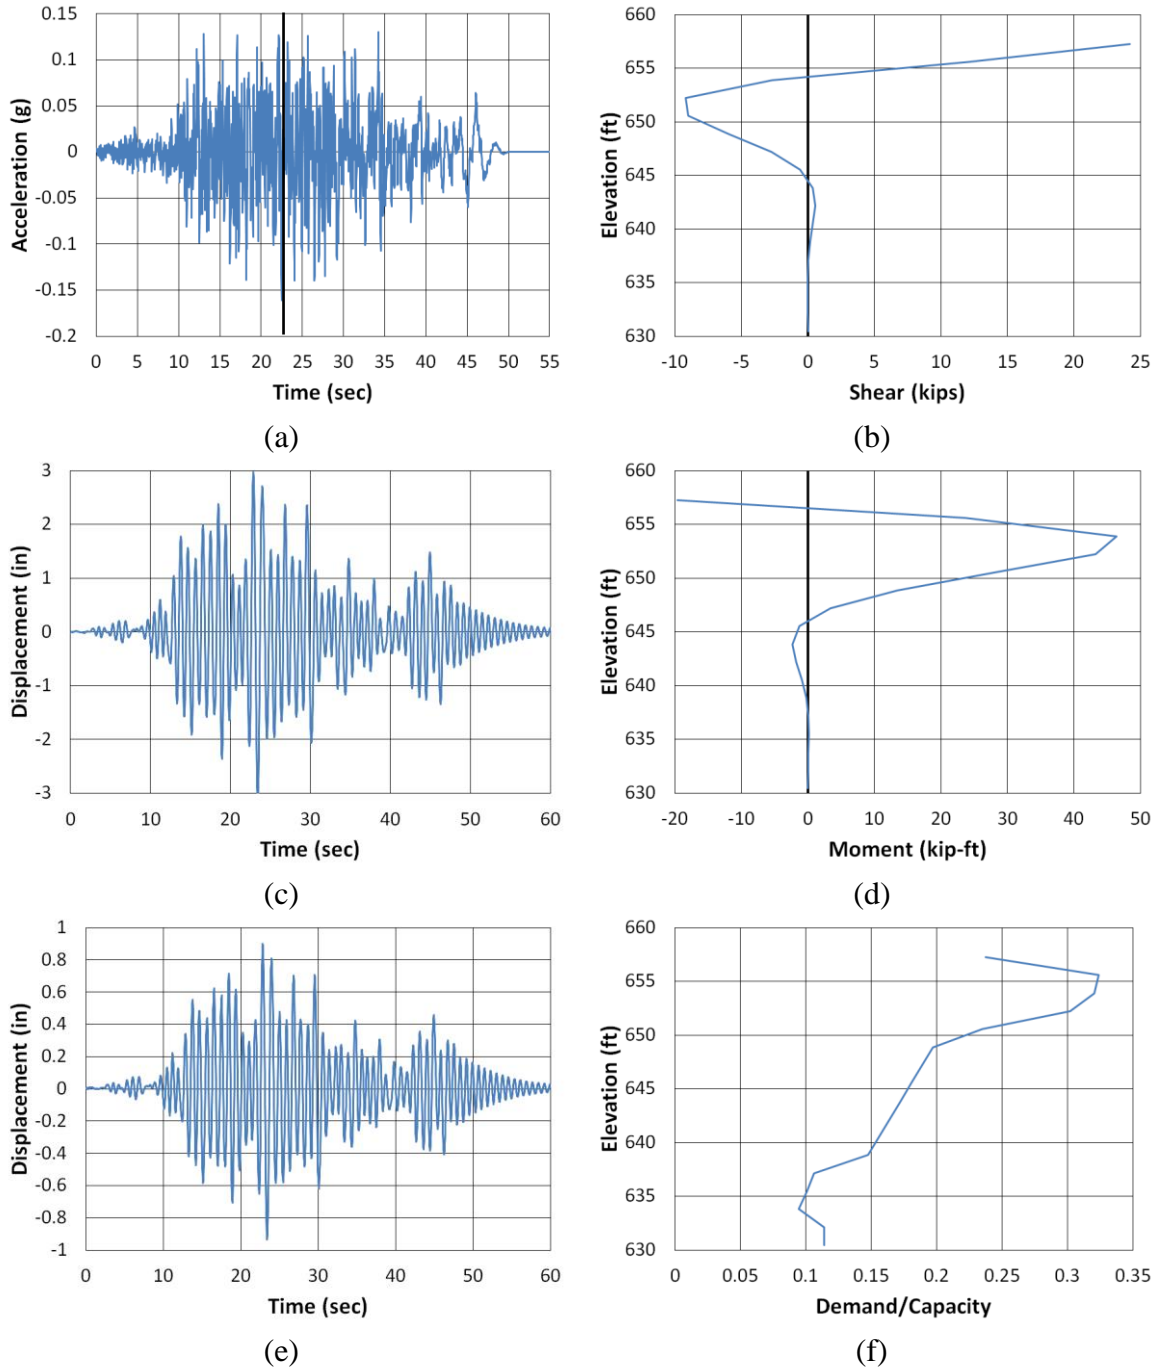 0.15
0.1
0.05
0
-0.05
-0.1
-0.15
-0.2
Acceleration (g)
0 5 10 15 20 25 30 35 40 45 50 55
Time (sec)
(a)
660
655
650
645
640
635
630
Elevation (ft)
-10 -5 0 5 10 15 20 25
Shear (kips)
(b)
3
2
1
0
-1
-2
-3
Displacement (in)
0 10 20 30 40 50 60
Time (sec)
(c)
660
655
650
645
640
635
630
Elevation (ft)
-20 -10 0 10 20 30 40 50
Moment (kip-ft)
(d)
1
0.8
0.6
0.4
0.2
0
-0.2
-0.4
-0.6
-0.8
-1
Displacement (in)
0 10 20 30 40 50 60
Time (sec)
(e)
660
655
650
645
640
635
630
Elevation (ft)
0 0.05 0.1 0.15 0.2 0.25 0.3 0.35
Demand/Capacity
(f)